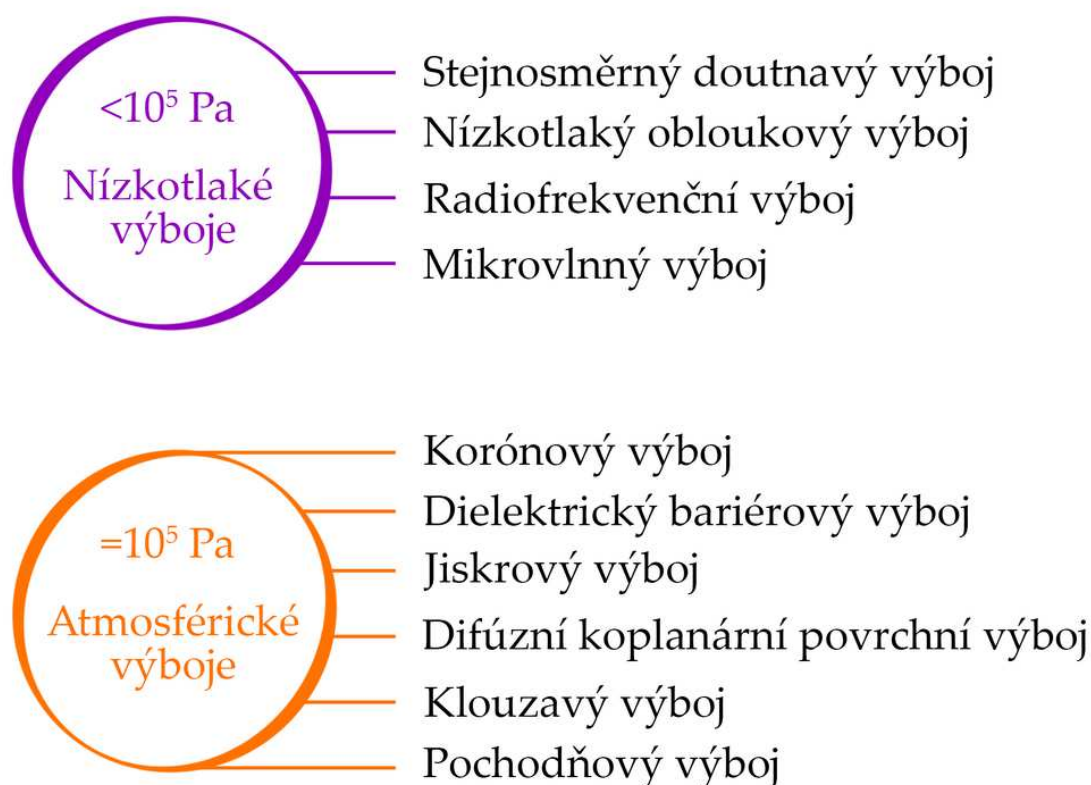 <10⁵ Pa
Nízkotlaké
výboje
Stejnosměrný doutnavý výboj
Nízkotlaký obloukový výboj
Radiofrekvenční výboj
Mikrovlnný výboj
=10⁵ Pa
Atmosférické
výboje
Korónový výboj
Dielektrický bariérový výboj
Jiskrový výboj
Difúzní koplanární povrchní výboj
Klouzavý výboj
Pochodňový výboj